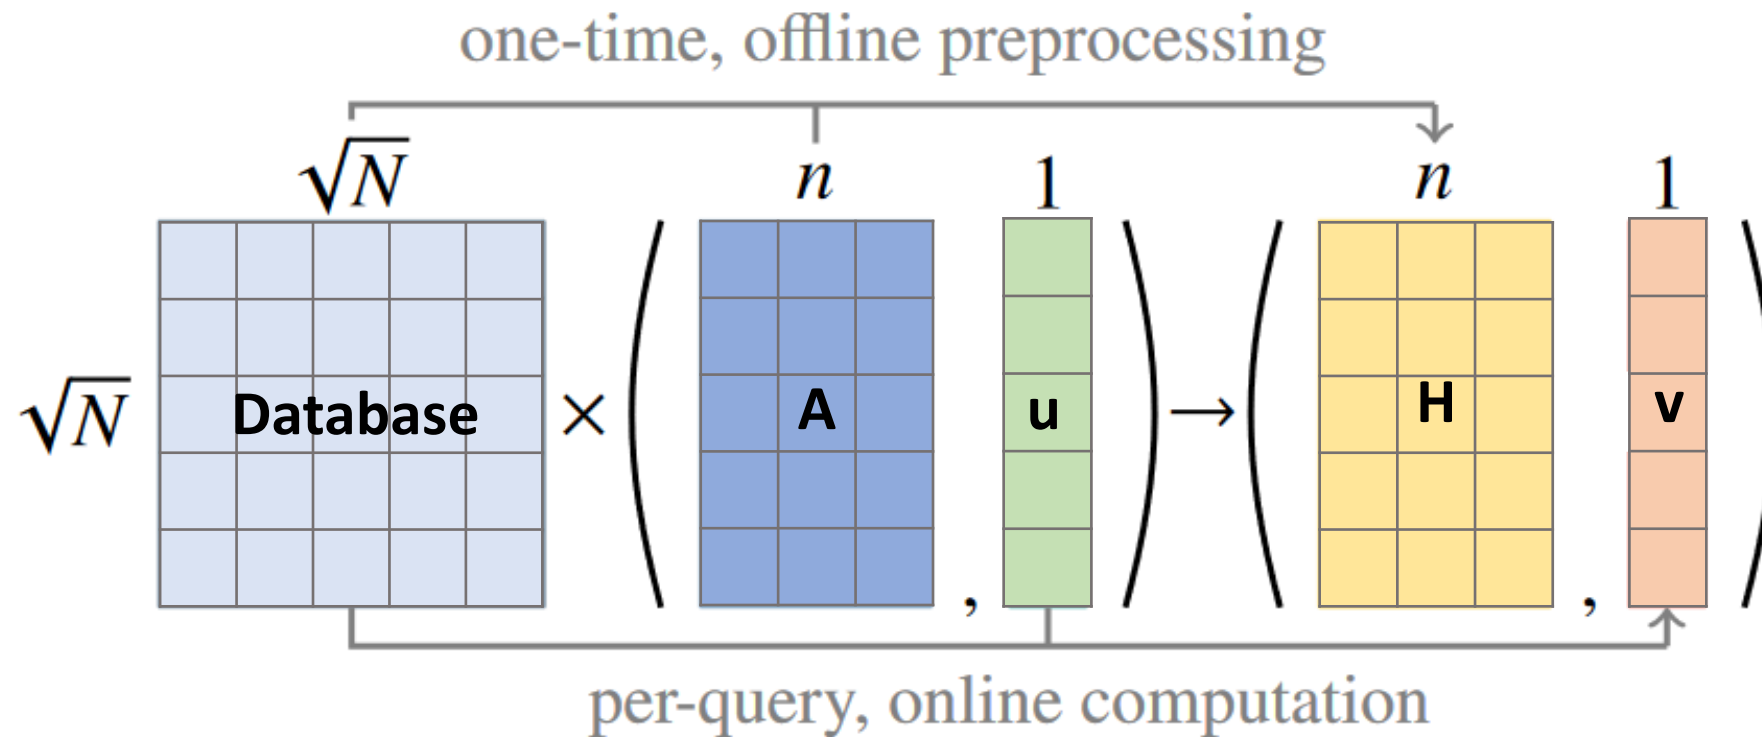 one-time, offline preprocessing
√N n 1 n 1
√N Database × ( A , u ) → ( H , v )
per-query, online computation